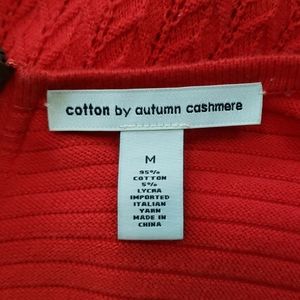 cotton by autumn cashmere
M
95%
COTTON
5%
LYCRA
IMPORTED
ITALIAN
YARN
MADE IN
CHINA